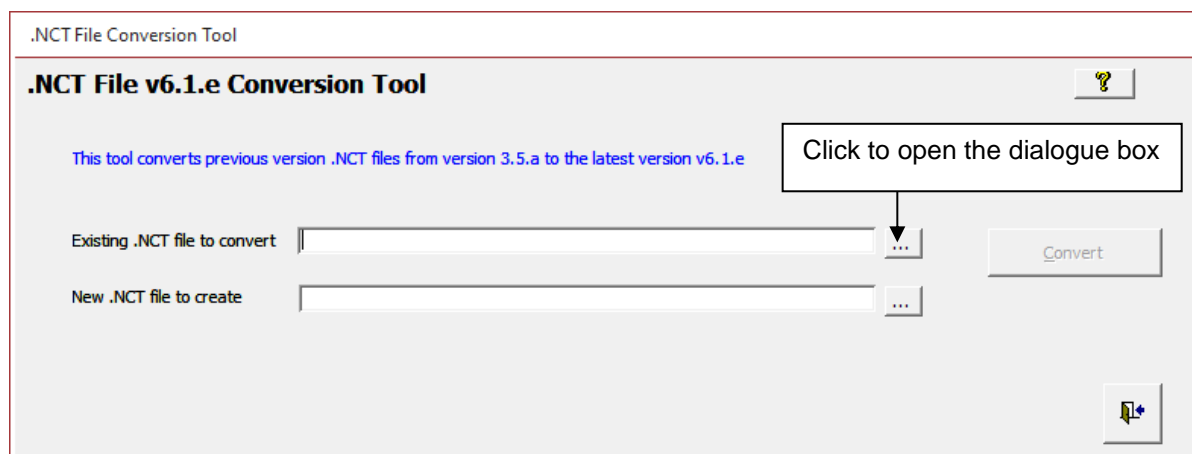 .NCT File Conversion Tool
.NCT File v6.1.e Conversion Tool
?
This tool converts previous version .NCT files from version 3.5.a to the latest version v6.1.e
Click to open the dialogue box
Existing .NCT file to convert
...
Convert
New .NCT file to create
...